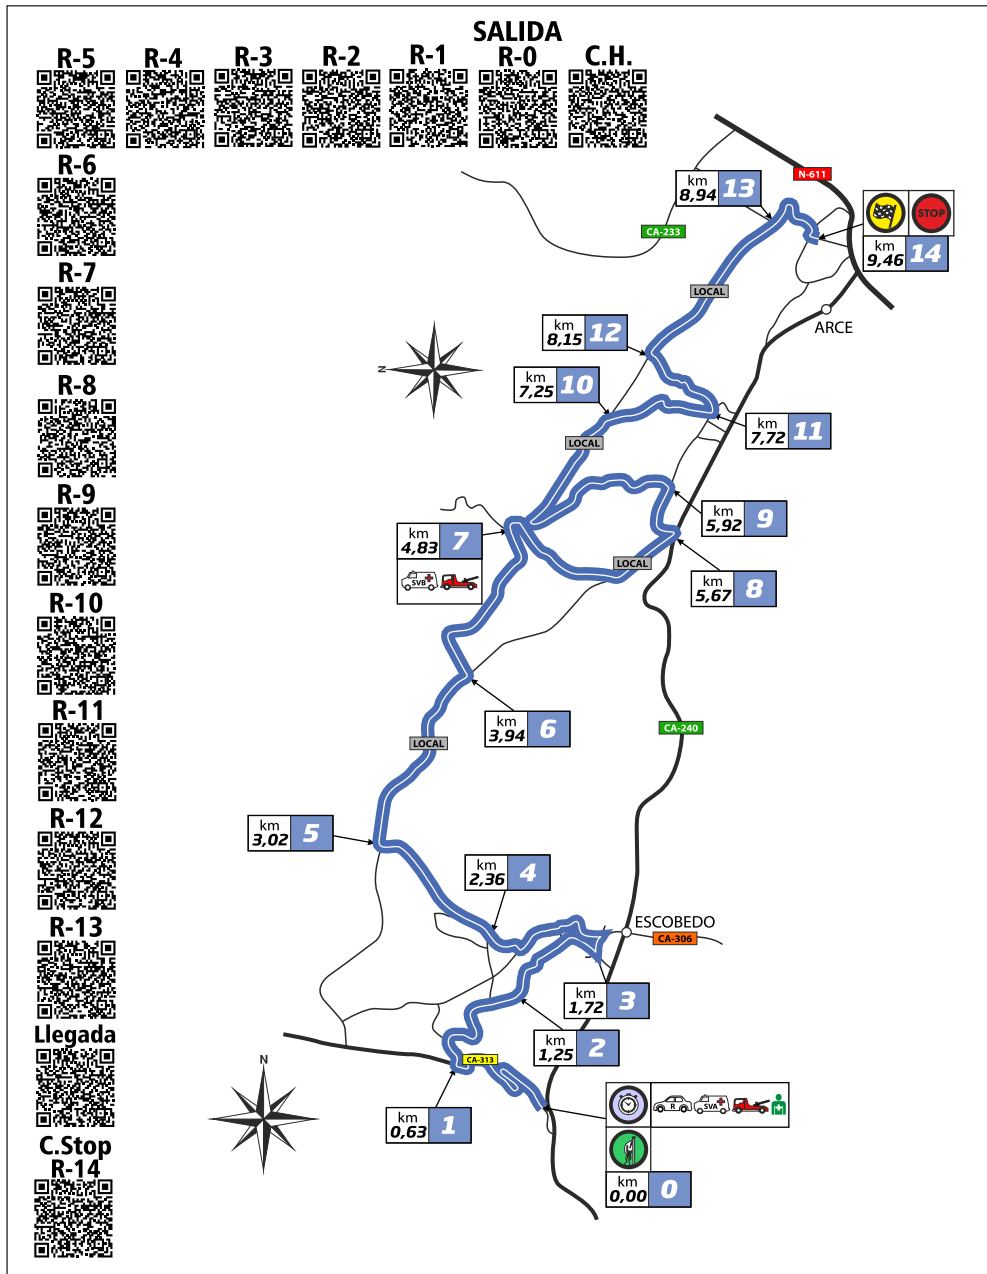 SALIDA
R-5 R-4 R-3 R-2 R-1 R-0 C.H.
R-6
R-7
R-8
R-9
R-10
R-11
R-12
R-13
Llegada
C.Stop
R-14
N-611
km
8,94 13
STOP
CA-233
km
9,46 14
LOCAL
ARCE
km
8,15 12
N
km
7,25 10
km
7,72 11
LOCAL
km
5,92 9
km
4,83 7
LOCAL
SVB
km
5,67 8
km
3,94 6
CA-240
LOCAL
km
3,02 5
km
2,36 4
ESCOBEDO
CA-306
km
1,72 3
km
1,25 2
N
CA-313
km
0,63 1
R SVA
km
0,00 0